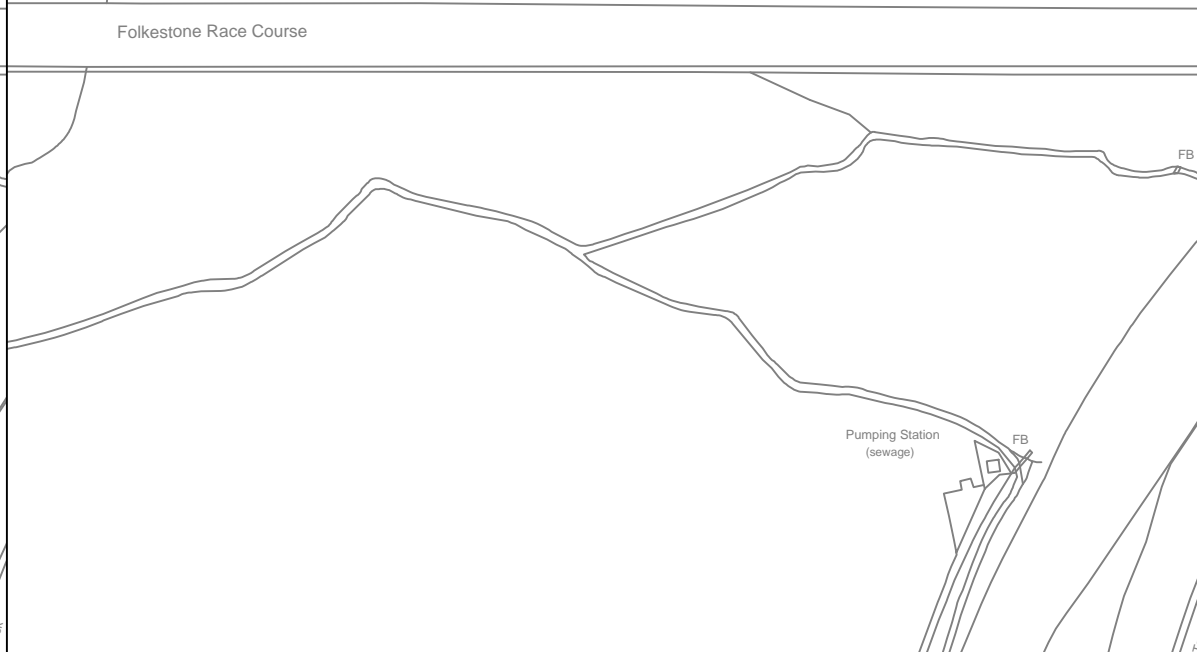 Folkestone Race Course
FB
Pumping Station
(sewage)
FB